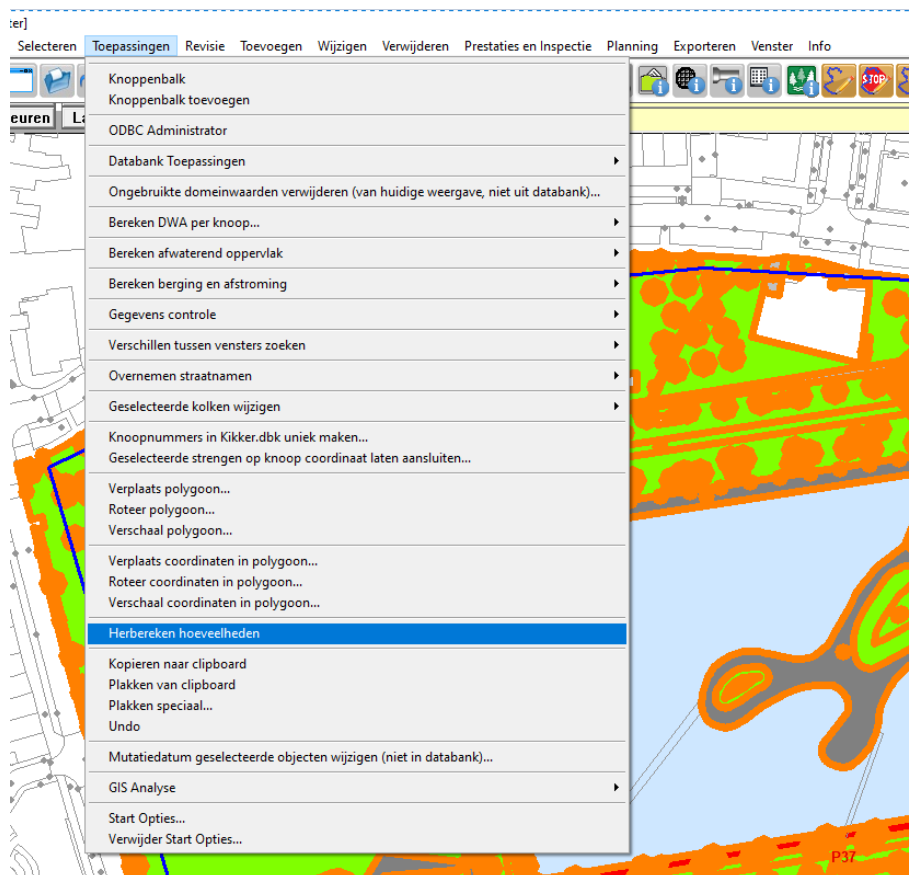 ter]
Selecteren Toepassingen Revisie Toevoegen Wijzigen Verwijderen Prestaties en Inspectie Planning Exporteren Venster Info
STOP
euren
Knoppenbalk
Knoppenbalk toevoegen
ODBC Administrator
Databank Toepassingen
Ongebruikte domeinwaarden verwijderen (van huidige weergave, niet uit databank)...
Bereken DWA per knoop...
Bereken afwaterend oppervlak
Bereken berging en afstroming
Gegevens controle
Verschillen tussen vensters zoeken
Overnemen straatnamen
Geselecteerde kolken wijzigen
Knoopnummers in Kikker.dbk uniek maken...
Geselecteerde strengen op knoop coordinaat laten aansluiten...
Verplaats polygoon...
Roteer polygoon...
Verschaal polygoon...
Verplaats coordinaten in polygoon...
Roteer coordinaten in polygoon...
Verschaal coordinaten in polygoon...
Herbereken hoeveelheden
Kopieren naar clipboard
Plakken van clipboard
Plakken speciaal...
Undo
Mutatiedatum geselecteerde objecten wijzigen (niet in databank)...
GIS Analyse
Start Opties...
Verwijder Start Opties...
P37